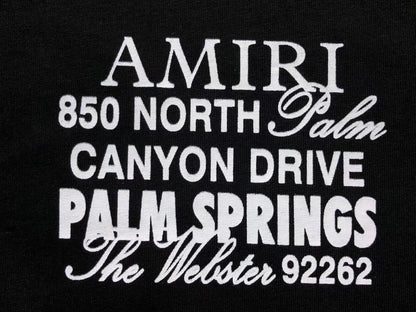 AMIRI
850 NORTH Palm
CANYON DRIVE
PALM SPRINGS
The Webster 92262